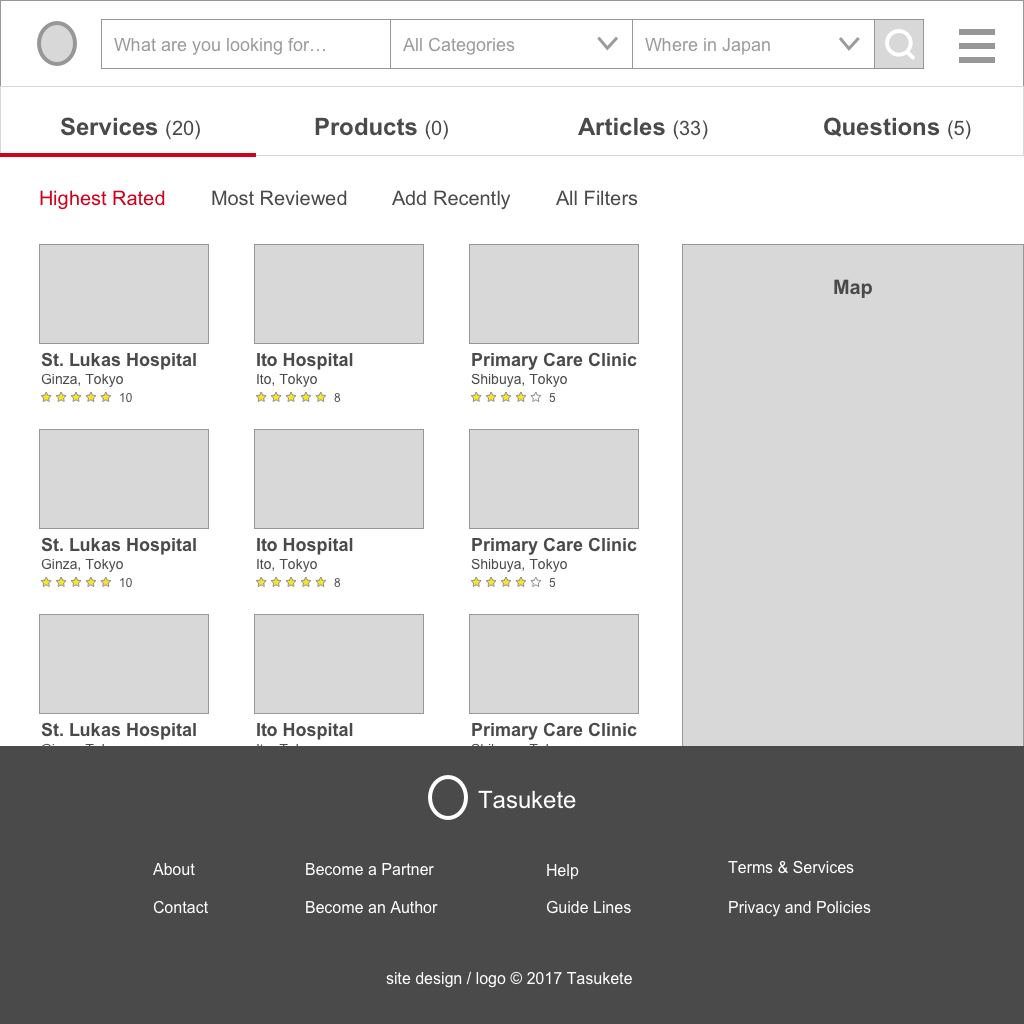 What are you looking for… All Categories Where in Japan
Services (20) Products (0) Articles (33) Questions (5)
Highest Rated Most Reviewed Add Recently All Filters
Map
St. Lukas Hospital Ito Hospital Primary Care Clinic
Ginza, Tokyo Ito, Tokyo Shibuya, Tokyo
10 8 5
St. Lukas Hospital Ito Hospital Primary Care Clinic
Ginza, Tokyo Ito, Tokyo Shibuya, Tokyo
10 8 5
St. Lukas Hospital Ito Hospital Primary Care Clinic
Tasukete
About Become a Partner Help Terms & Services
Contact Become an Author Guide Lines Privacy and Policies
site design / logo © 2017 Tasukete